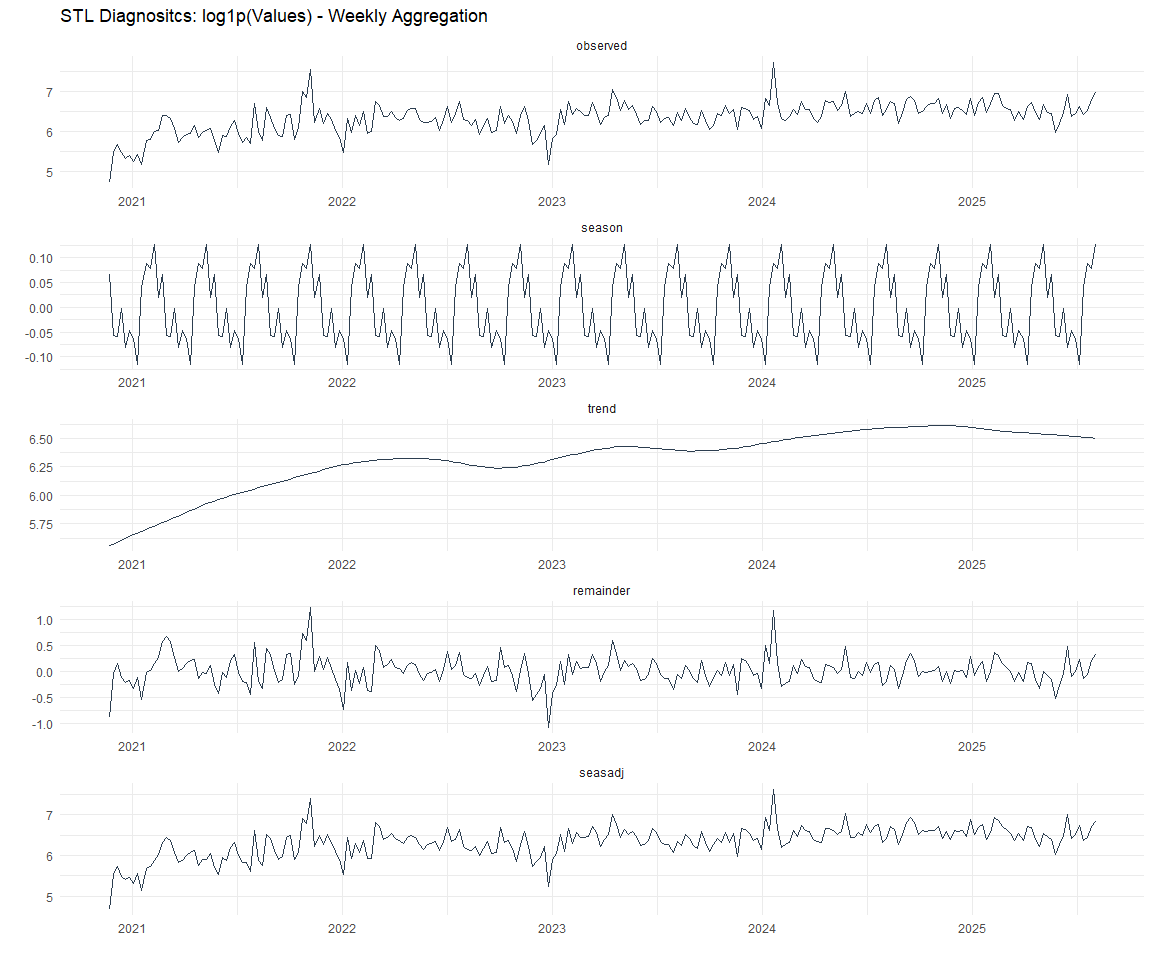 STL Diagnositcs: log1p(Values) - Weekly Aggregation
observed
7
6
5
2021 2022 2023 2024 2025
season
0.10
0.05
0.00
-0.05
-0.10
2021 2022 2023 2024 2025
trend
6.50
6.25
6.00
5.75
2021 2022 2023 2024 2025
remainder
1.0
0.5
0.0
-0.5
-1.0
2021 2022 2023 2024 2025
seasadj
7
6
5
2021 2022 2023 2024 2025